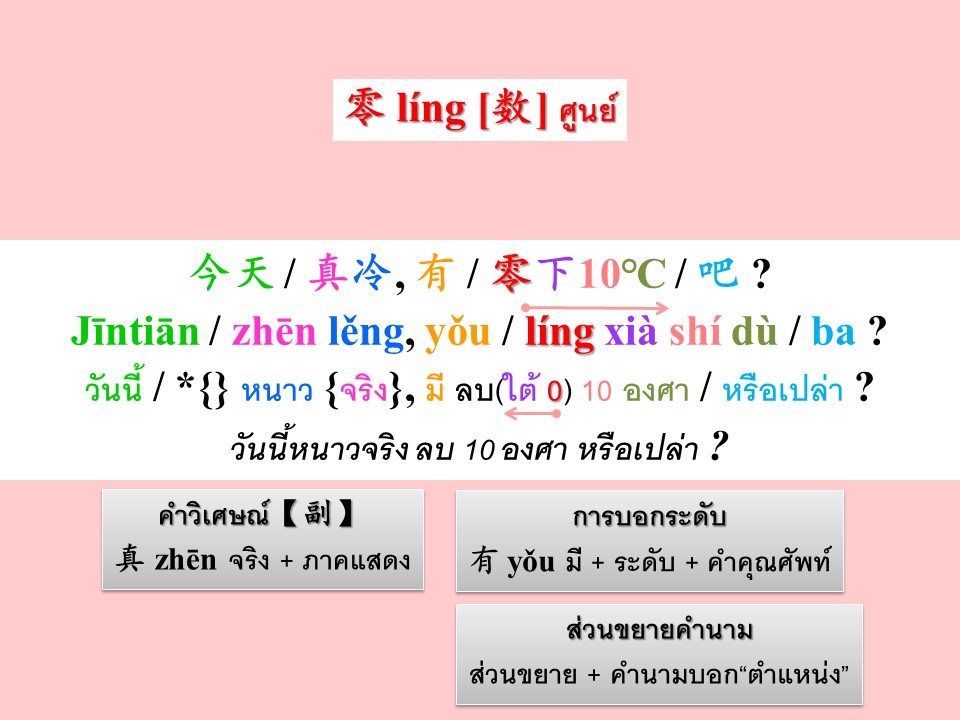 零 líng [数] ศูนย์
今天 / 真冷, 有 / 零下10°C / 吧 ?
Jīntiān / zhēn lěng, yǒu / líng xià shí dù / ba ?
วันนี้ / *{} หนาว {จริง}, มี ลบ(ใต้ 0) 10 องศา / หรือเปล่า ?
วันนี้หนาวจริง ลบ 10 องศา หรือเปล่า ?
คำวิเศษณ์【副】
真 zhēn จริง + ภาคแสดง
การบอกระดับ
有 yǒu มี + ระดับ + คำคุณศัพท์
ส่วนขยายคำนาม
ส่วนขยาย + คำนามบอก“ตำแหน่ง”